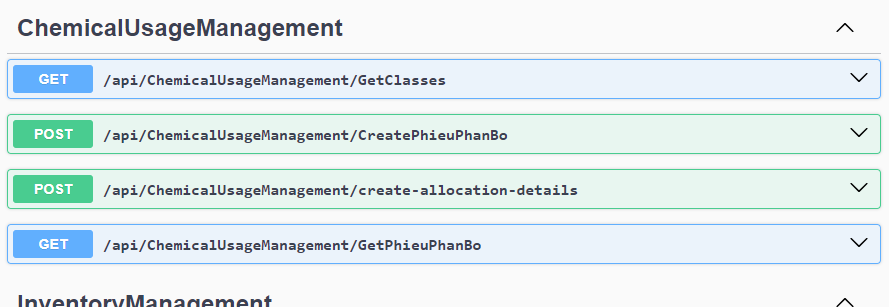 ChemicalUsageManagement
GET /api/ChemicalUsageManagement/GetClasses
POST /api/ChemicalUsageManagement/CreatePhieuPhanBo
POST /api/ChemicalUsageManagement/create-allocation-details
GET /api/ChemicalUsageManagement/GetPhieuPhanBo
InventoryManagement